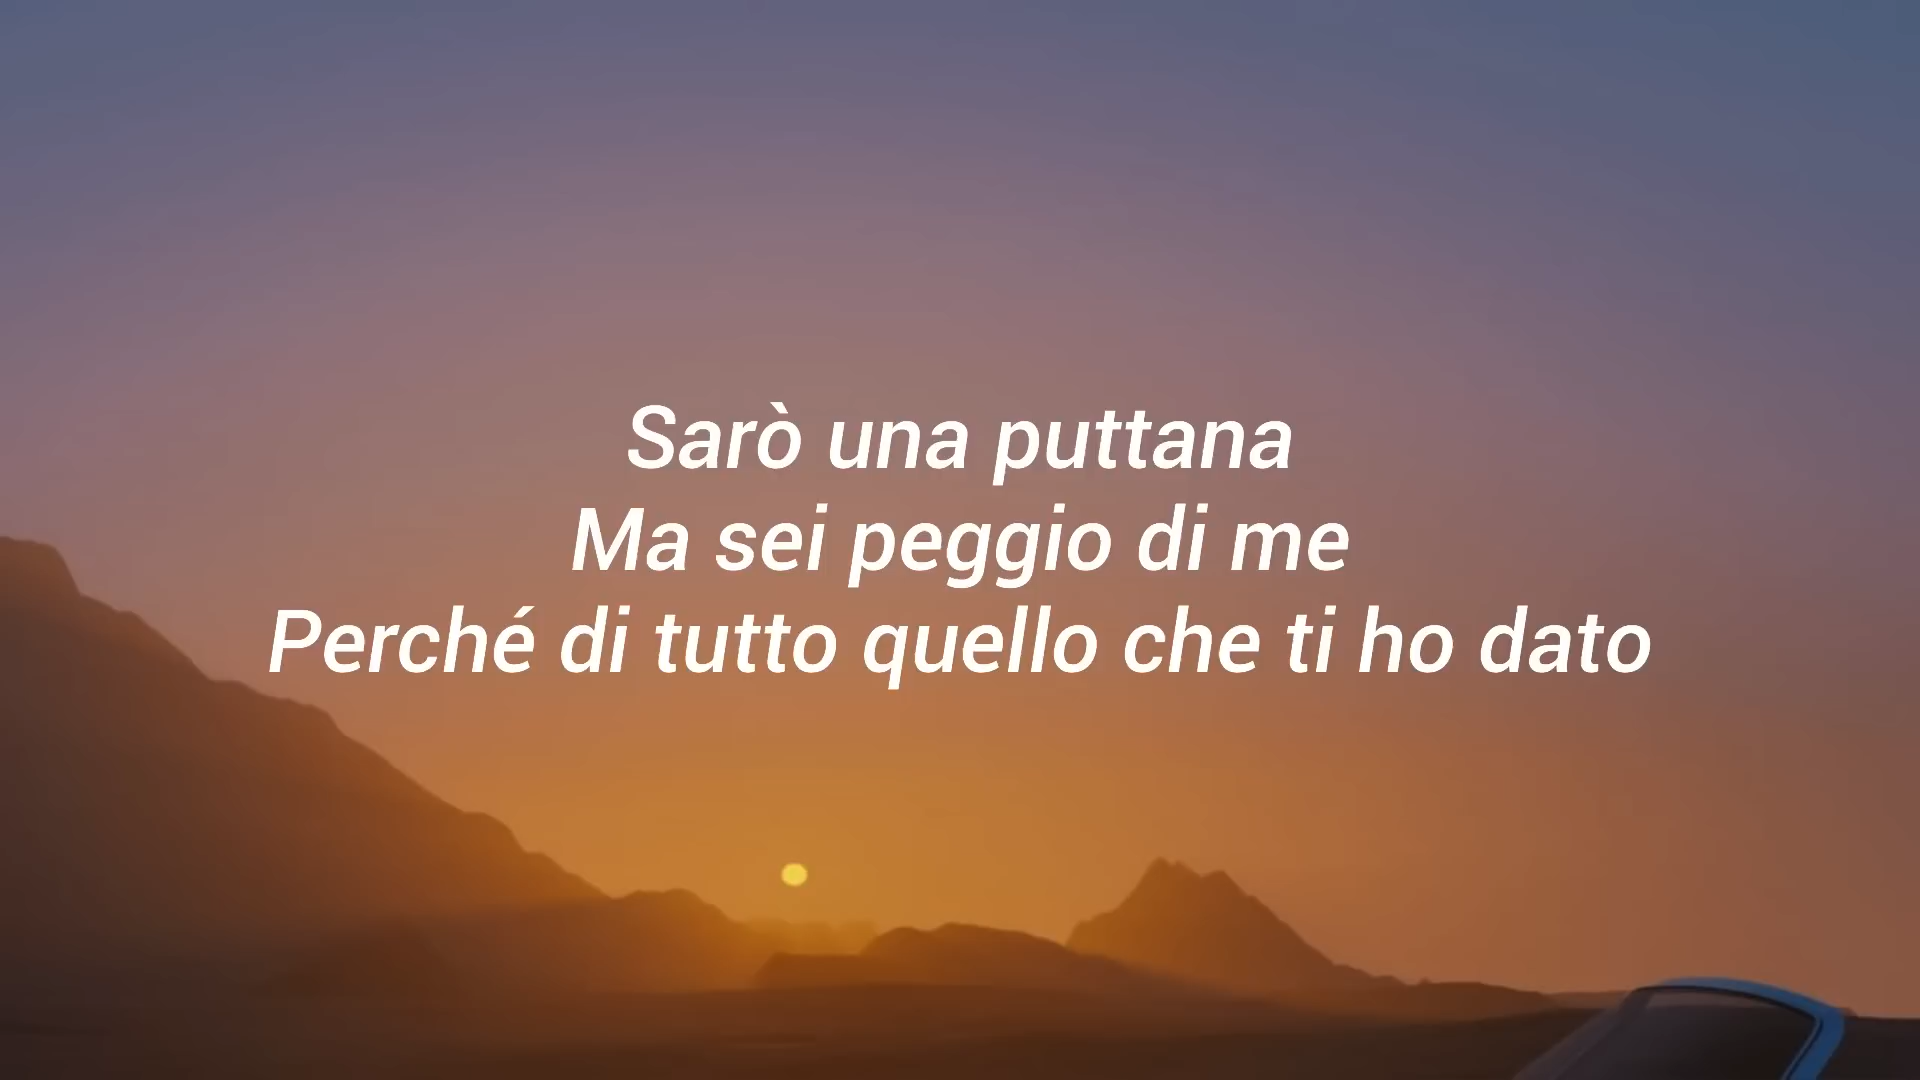 Sarò una puttana
Ma sei peggio di me
Perché di tutto quello che ti ho dato